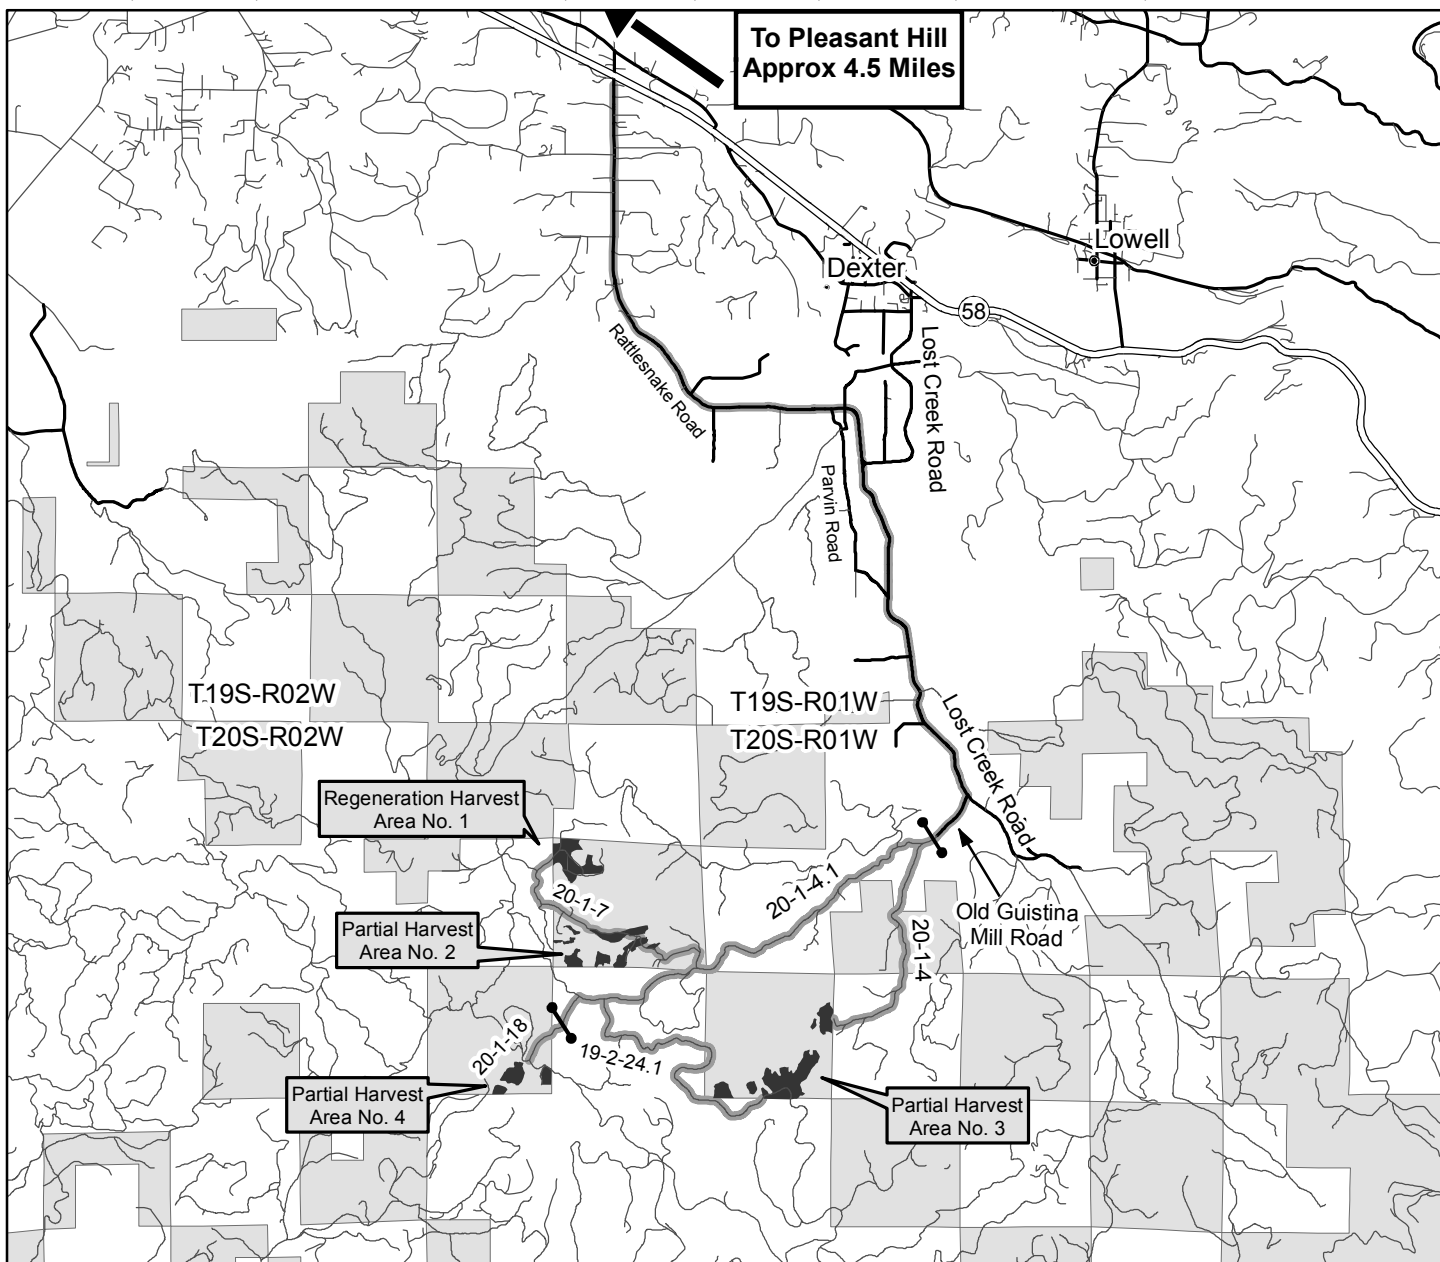 To Pleasant Hill
Approx 4.5 Miles
Lowell
Dexter
58
Rattlesnake Road
Lost Creek Road
Parvin Road
T19S-R02W
T19S-R01W
T20S-R02W
T20S-R01W
Lost Creek Road
Regeneration Harvest
Area No. 1
20-1-7
20-1-4.1
Old Guistina
Mill Road
Partial Harvest
Area No. 2
20-1-4
20-1-18
19-2-24.1
Partial Harvest
Area No. 4
Partial Harvest
Area No. 3